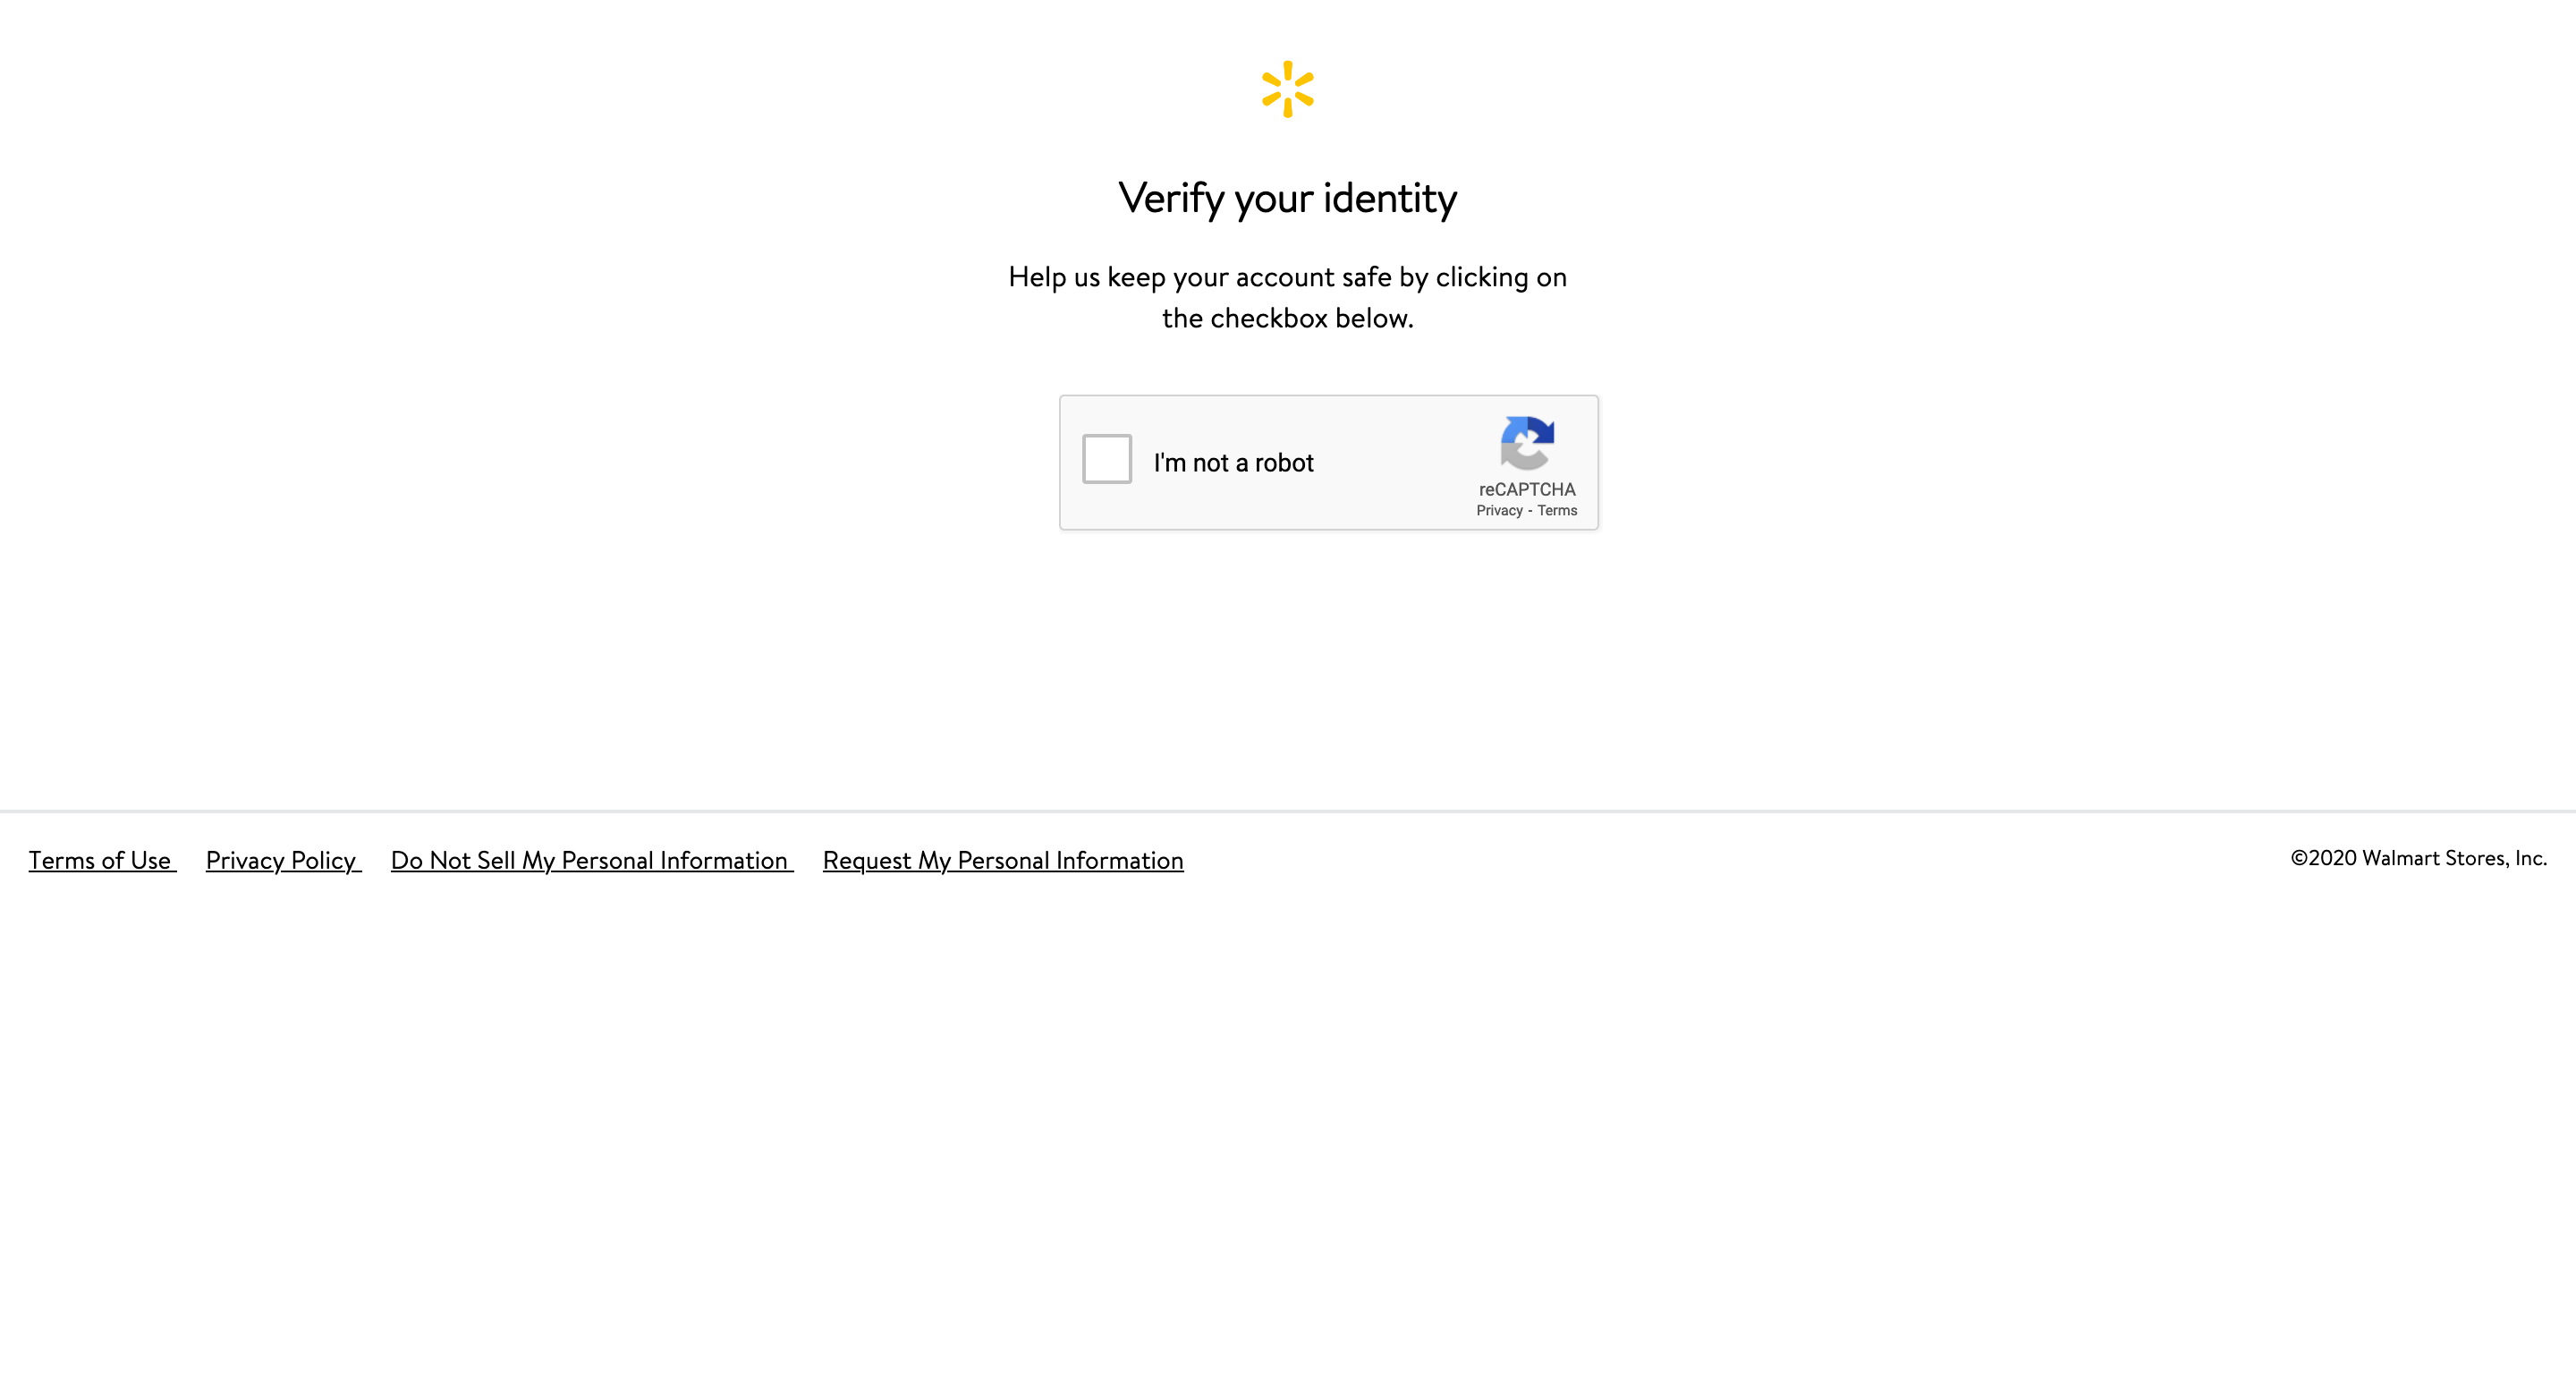 Verify your identity
Help us keep your account safe by clicking on
the checkbox below.
I'm not a robot
reCAPTCHA
Privacy - Terms
Terms of Use Privacy Policy Do Not Sell My Personal Information Request My Personal Information ©2020 Walmart Stores, Inc.